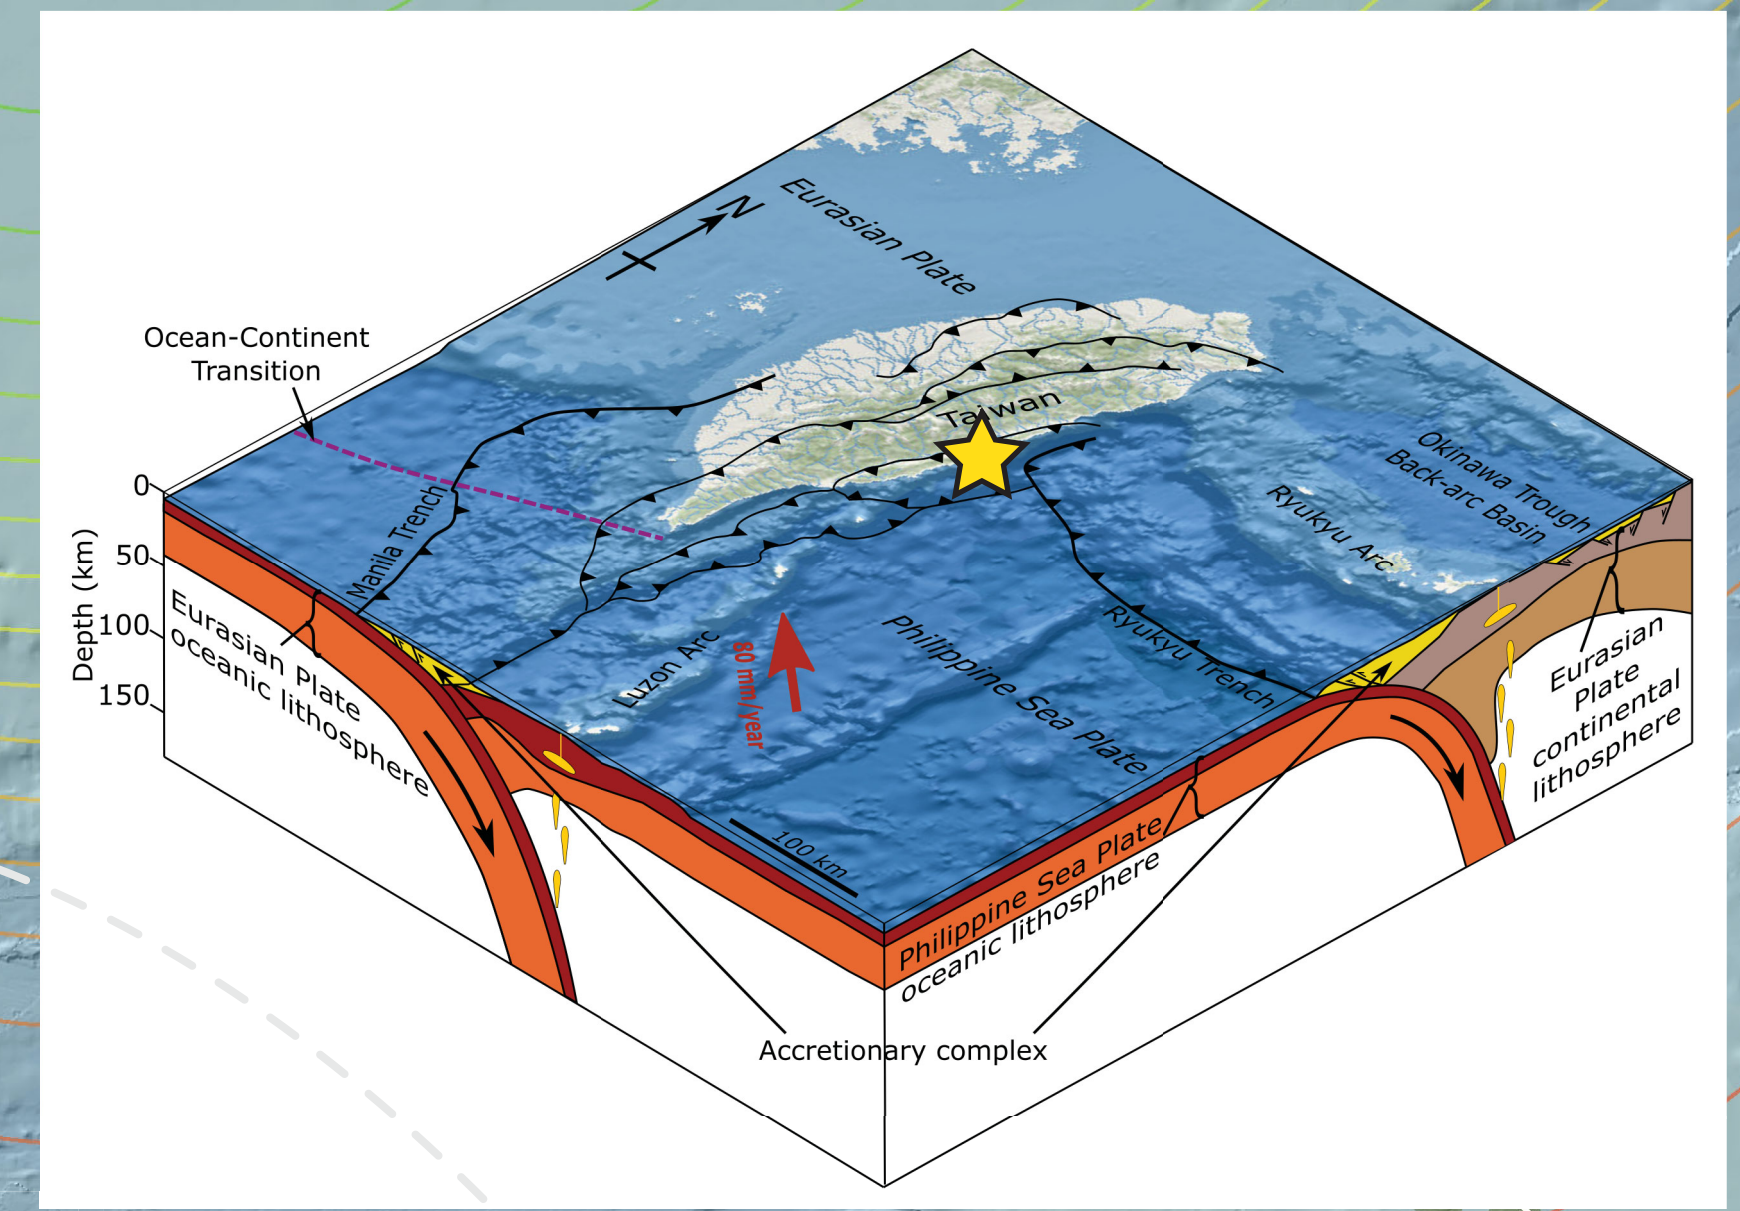 N
Eurasian Plate
Ocean-Continent
Transition
Taiwan
Okinawa Trough
Back-arc Basin
Ryukyu Arc
Manila Trench
0
50
100
150
Depth (km)
Eurasian Plate
oceanic lithosphere
Luzon Arc
80 mm/year
Philippine Sea Plate
Ryukyu Trench
Eurasian
Plate
continental
lithosphere
100 km
Philippine Sea Plate
oceanic lithosphere
Accretionary complex